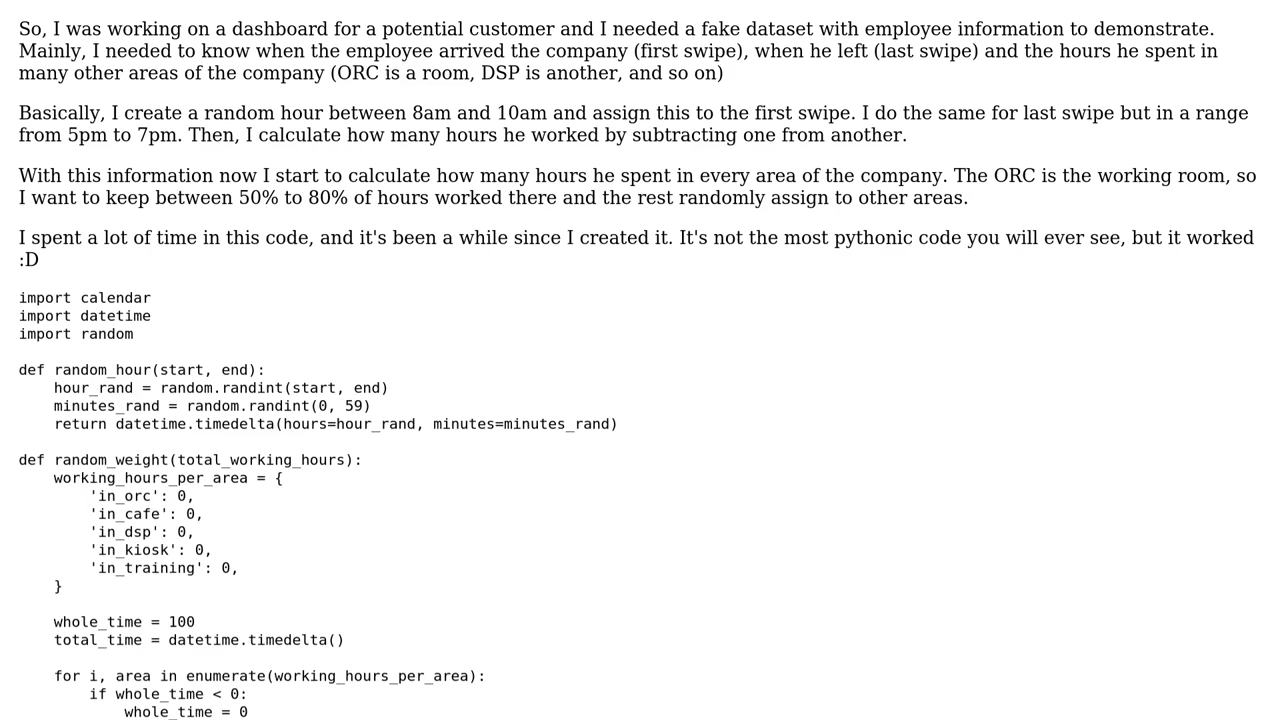 So, I was working on a dashboard for a potential customer and I needed a fake dataset with employee information to demonstrate.
Mainly, I needed to know when the employee arrived the company (first swipe), when he left (last swipe) and the hours he spent in
many other areas of the company (ORC is a room, DSP is another, and so on)
Basically, I create a random hour between 8am and 10am and assign this to the first swipe. I do the same for last swipe but in a range
from 5pm to 7pm. Then, I calculate how many hours he worked by subtracting one from another.
With this information now I start to calculate how many hours he spent in every area of the company. The ORC is the working room, so
I want to keep between 50% to 80% of hours worked there and the rest randomly assign to other areas.
I spent a lot of time in this code, and it's been a while since I created it. It's not the most pythonic code you will ever see, but it worked
:D
import calendar
import datetime
import random
def random_hour(start, end):
    hour_rand = random.randint(start, end)
    minutes_rand = random.randint(0, 59)
    return datetime.timedelta(hours=hour_rand, minutes=minutes_rand)
def random_weight(total_working_hours):
    working_hours_per_area = {
        'in_orc': 0,
        'in_cafe': 0,
        'in_dsp': 0,
        'in_kiosk': 0,
        'in_training': 0,
    }
    whole_time = 100
    total_time = datetime.timedelta()
    for i, area in enumerate(working_hours_per_area):
        if whole_time < 0:
            whole_time = 0